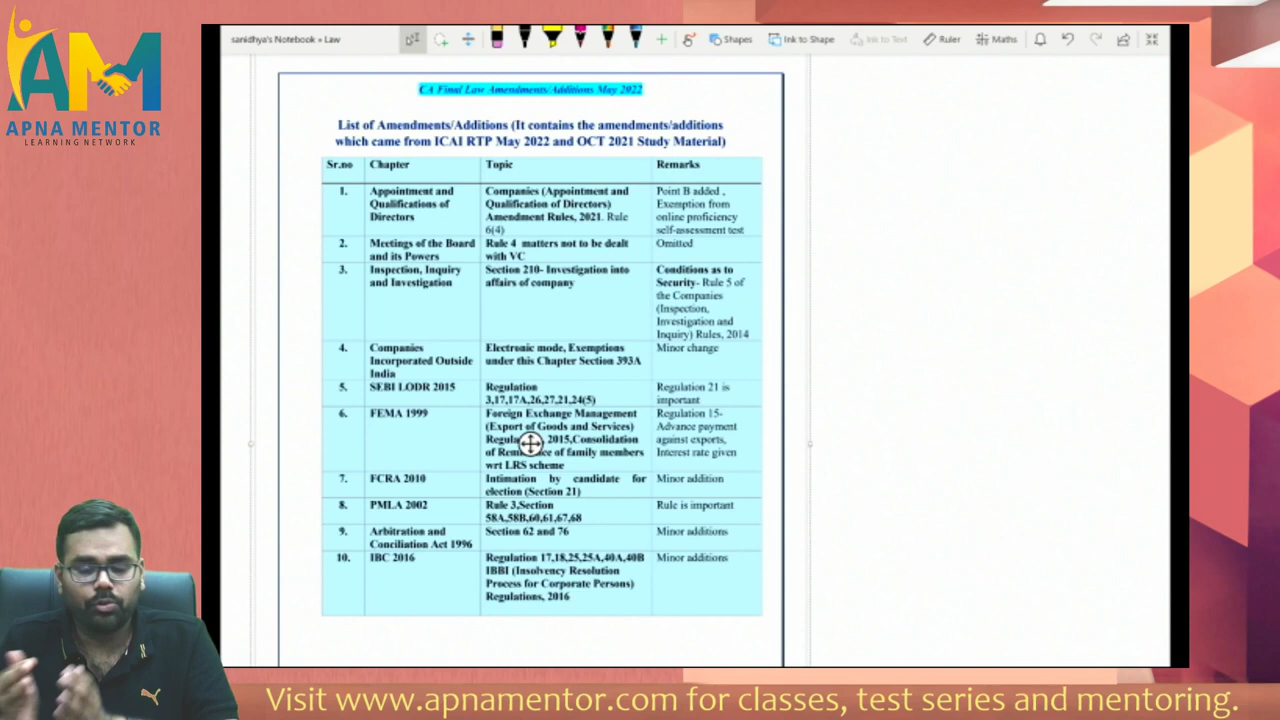 AM
APNA MENTOR
LEARNING NETWORK
sanidhya's Notebook » Law
Shapes
Ink to Shape
Ink to Text
Ruler
Maths
CA Final Law Amendments/Additions May 2022
List of Amendments/Additions (It contains the amendments/additions
which came from ICAI RTP May 2022 and OCT 2021 Study Material)
Sr.no Chapter Topic Remarks
1. Appointment and Qualifications of Directors Companies (Appointment and Qualification of Directors) Amendment Rules, 2021. Rule 6(4) Point B added , Exemption from online proficiency self-assessment test
2. Meetings of the Board and its Powers Rule 4 matters not to be dealt with VC Omitted
3. Inspection, Inquiry and Investigation Section 210- Investigation into affairs of company Conditions as to Security- Rule 5 of the Companies (Inspection, Investigation and Inquiry) Rules, 2014
4. Companies Incorporated Outside India Electronic mode, Exemptions under this Chapter Section 393A Minor change
5. SEBI LODR 2015 Regulation 3,17,17A,26,27,21,24(5) Regulation 21 is important
6. FEMA 1999 Foreign Exchange Management (Export of Goods and Services) 2015,Consolidation of family members wrt LRS scheme Regulation 15- Advance payment against exports, Interest rate given
7. FCRA 2010 Intimation by candidate for election (Section 21) Minor addition
8. PMLA 2002 Rule 3,Section 58A,58B,60,61,67,68 Rule is important
9. Arbitration and Conciliation Act 1996 Section 62 and 76 Minor additions
10. IBC 2016 Regulation 17,18,25,25A,40A,40B IBBI (Insolvency Resolution Process for Corporate Persons) Regulations, 2016 Minor additions
Visit www.apnamentor.com for classes, test series and mentoring.